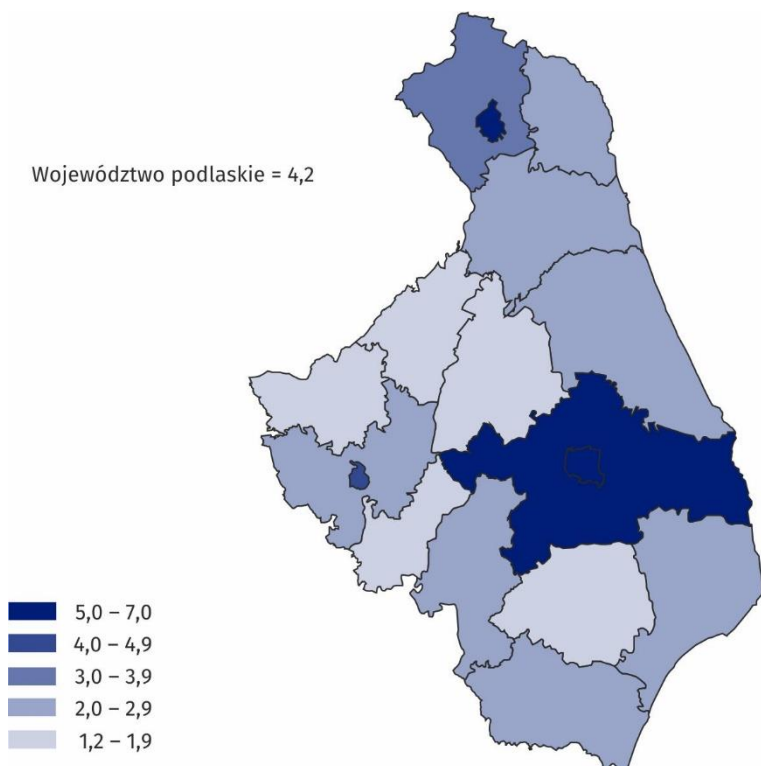 Województwo podlaskie = 4,2
5,0 – 7,0
4,0 – 4,9
3,0 – 3,9
2,0 – 2,9
1,2 – 1,9